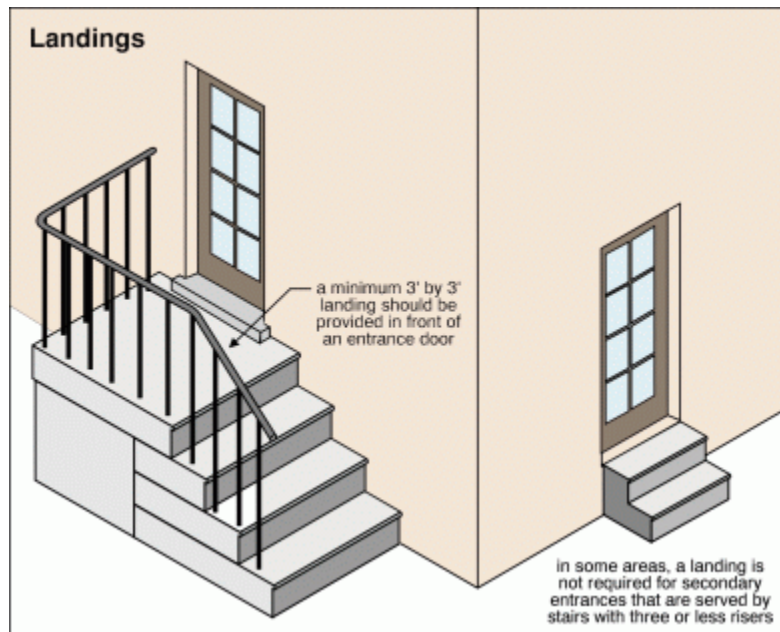 Landings
a minimum 3' by 3'
landing should be
provided in front of
an entrance door
in some areas, a landing is
not required for secondary
entrances that are served by
stairs with three or less risers